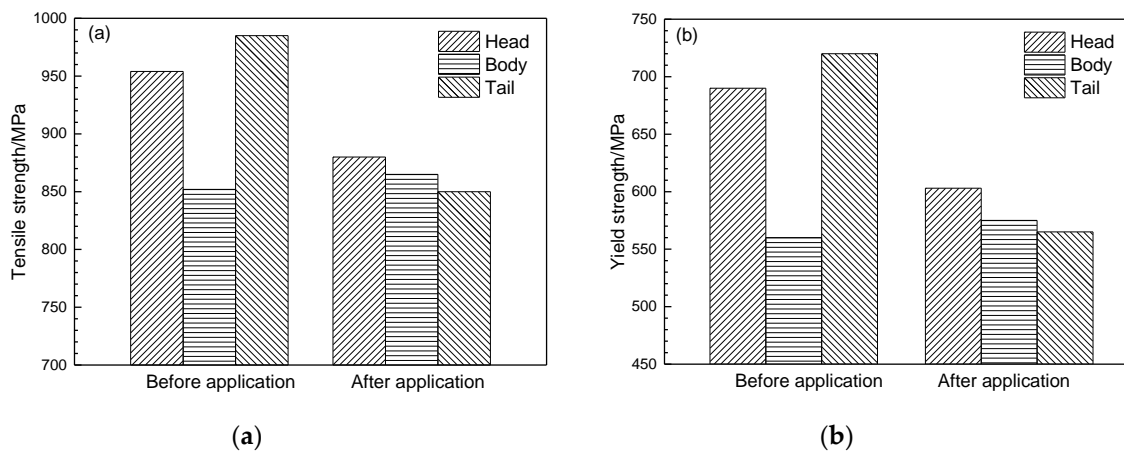 (a)
Head
Body
Tail
1000
950
900
850
800
750
700
Tensile strength/MPa
Before application
After application
(b)
Head
Body
Tail
750
700
650
600
550
500
450
Yield strength/MPa
Before application
After application
(a)
(b)